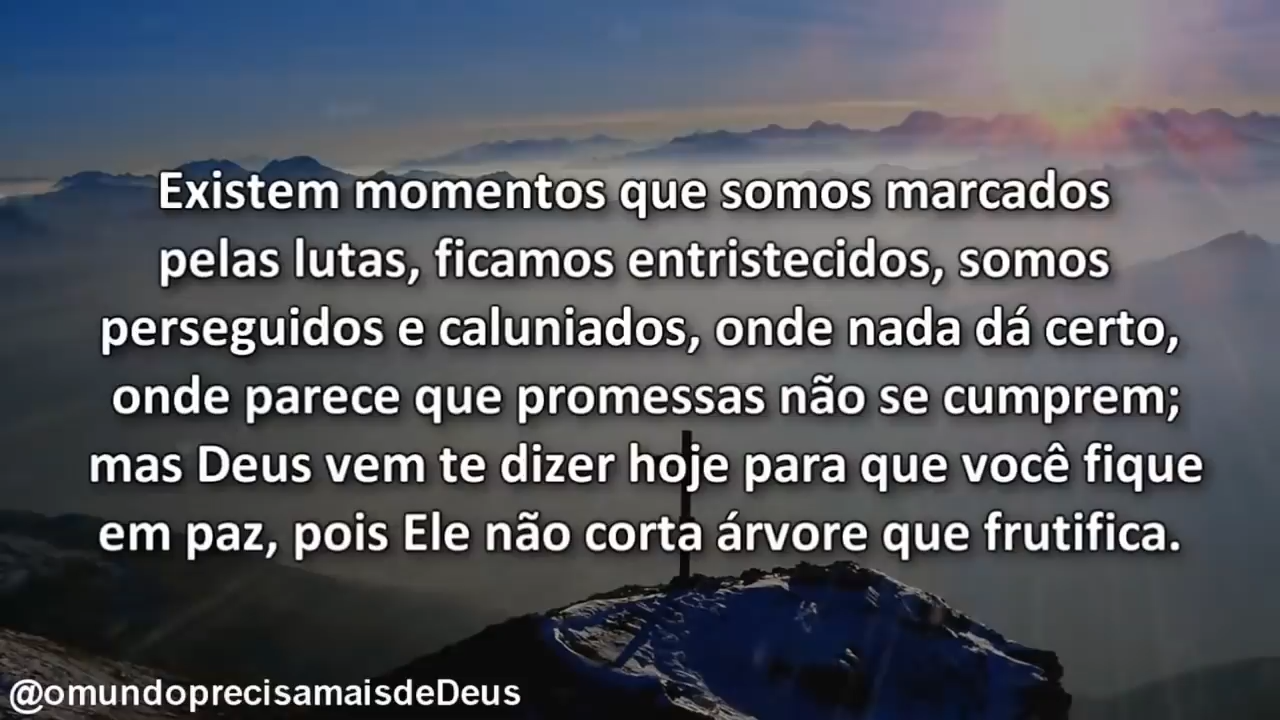 Existem momentos que somos marcados
pelas lutas, ficamos entristecidos, somos
perseguidos e caluniados, onde nada dá certo,
onde parece que promessas não se cumprem;
mas Deus vem te dizer hoje para que você fique
em paz, pois Ele não corta árvore que frutifica.
@omundoprecisamaisdeDeus